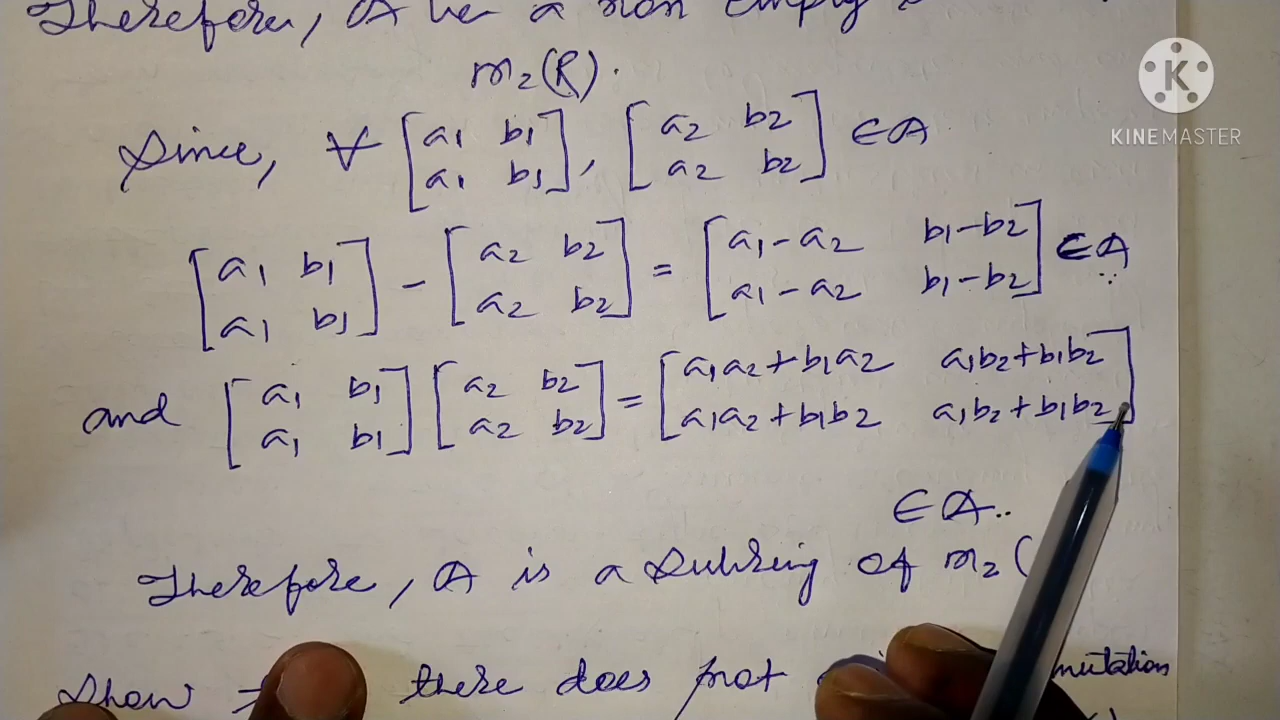 Therefore, A be a non empty
M₂(R).
K
KINEMASTER
Since, ∀ [a₁ b₁; a₁ b₁], [a₂ b₂; a₂ b₂] ∈ A
[a₁ b₁; a₁ b₁] - [a₂ b₂; a₂ b₂] = [a₁-a₂ b₁-b₂; a₁-a₂ b₁-b₂] ∈ A
and [a₁ b₁; a₁ b₁] [a₂ b₂; a₂ b₂] = [a₁a₂+b₁a₂ a₁b₂+b₁b₂; a₁a₂+b₁b₂ a₁b₂+b₁b₂]
∈ A..
Therefore, A is a subring of M₂(
Show there does not